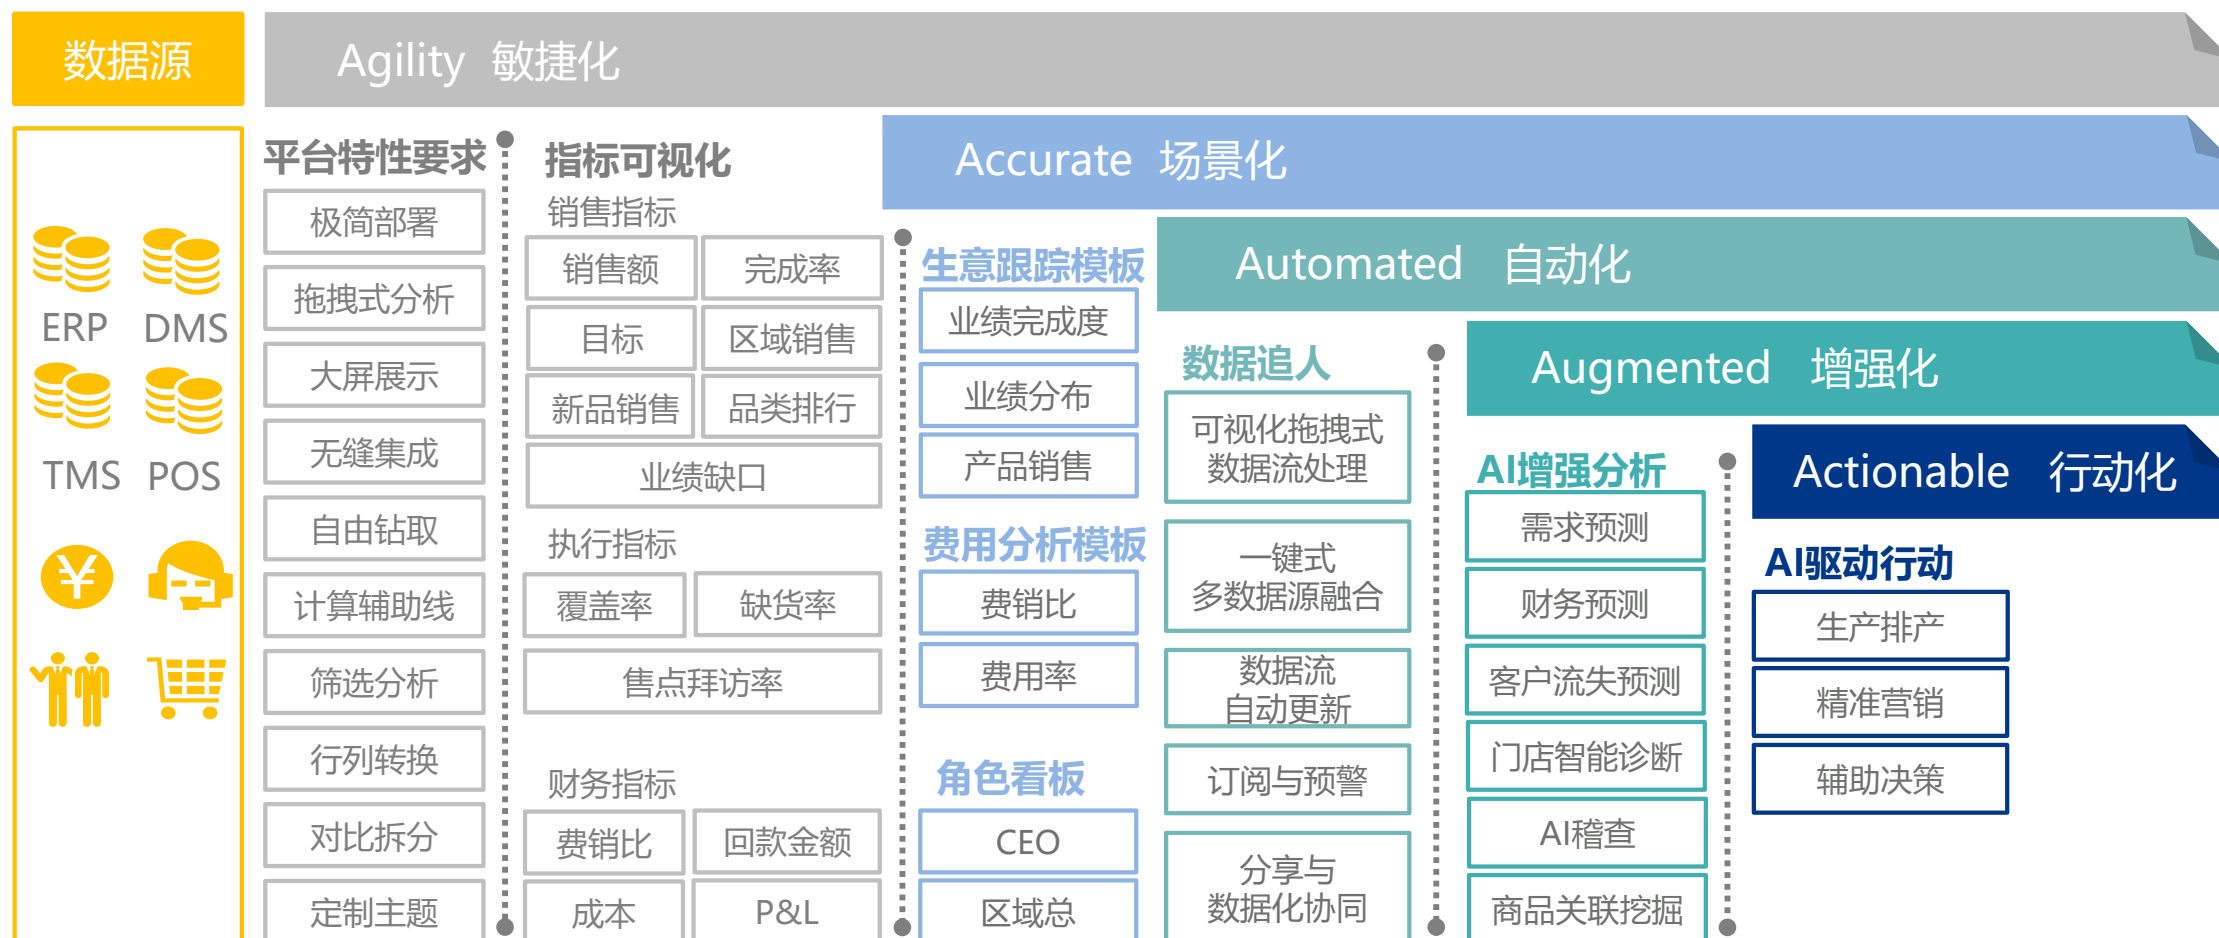 数据源
Agility 敏捷化
Accurate 场景化
Automated 自动化
Augmented 增强化
Actionable 行动化
ERP DMS
TMS POS
¥
平台特性要求
极简部署
拖拽式分析
大屏展示
无缝集成
自由钻取
计算辅助线
筛选分析
行列转换
对比拆分
定制主题
指标可视化
销售指标
销售额 完成率
目标 区域销售
新品销售 品类排行
业绩缺口
执行指标
覆盖率 缺货率
售点拜访率
财务指标
费销比 回款金额
成本 P&L
生意跟踪模板
业绩完成度
业绩分布
产品销售
费用分析模板
费销比
费用率
角色看板
CEO
区域总
数据追人
可视化拖拽式
数据流处理
一键式
多数据源融合
数据流
自动更新
订阅与预警
分享与
数据化协同
AI增强分析
需求预测
财务预测
客户流失预测
门店智能诊断
AI稽查
商品关联挖掘
AI驱动行动
生产排产
精准营销
辅助决策